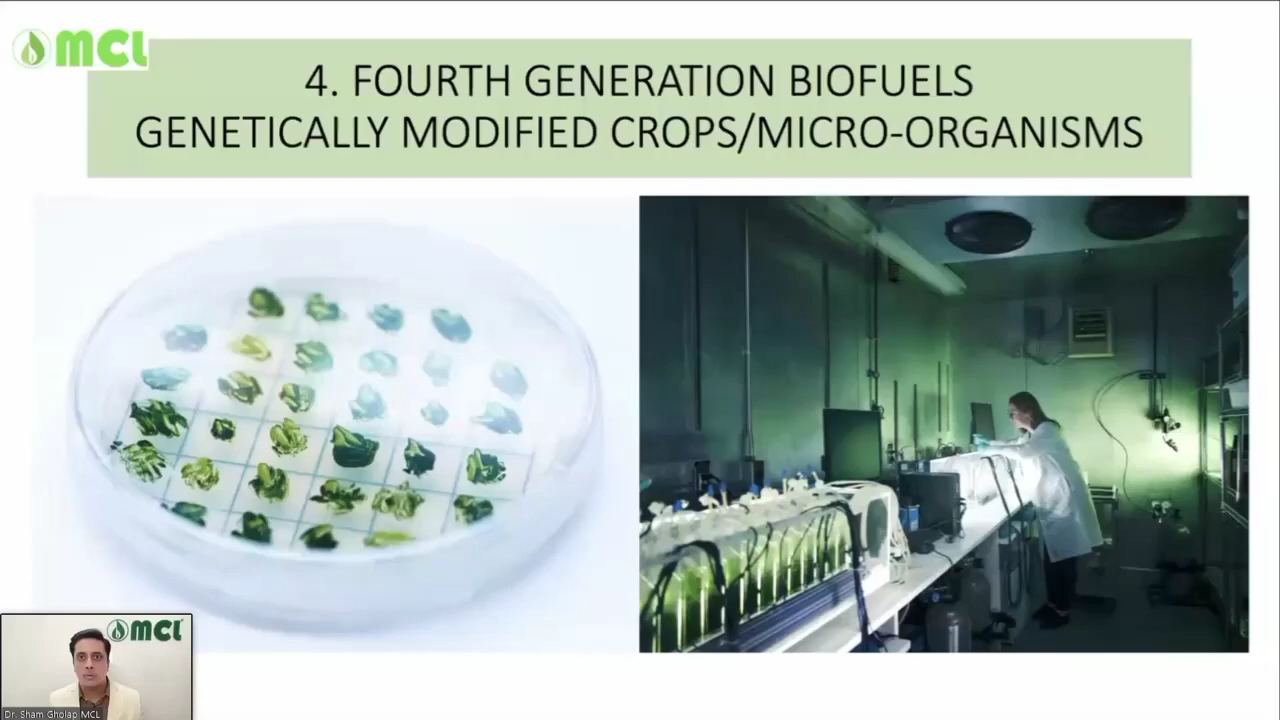 MCL
4. FOURTH GENERATION BIOFUELS
GENETICALLY MODIFIED CROPS/MICRO-ORGANISMS
MCL
Dr. Sham Gholap MCL